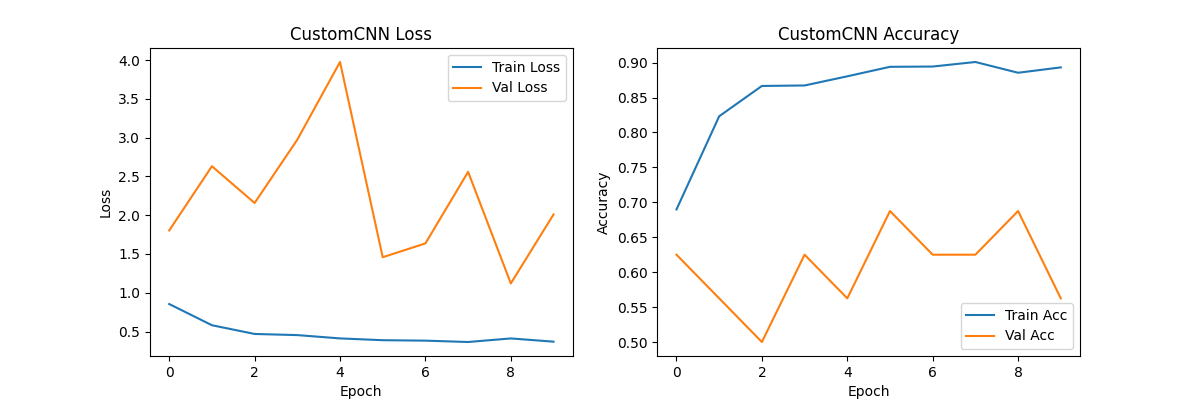 CustomCNN Loss
4.0
3.5
3.0
2.5
2.0
1.5
1.0
0.5
Loss
0 2 4 6 8
Epoch
Train Loss
Val Loss
CustomCNN Accuracy
0.90
0.85
0.80
0.75
0.70
0.65
0.60
0.55
0.50
Accuracy
0 2 4 6 8
Epoch
Train Acc
Val Acc